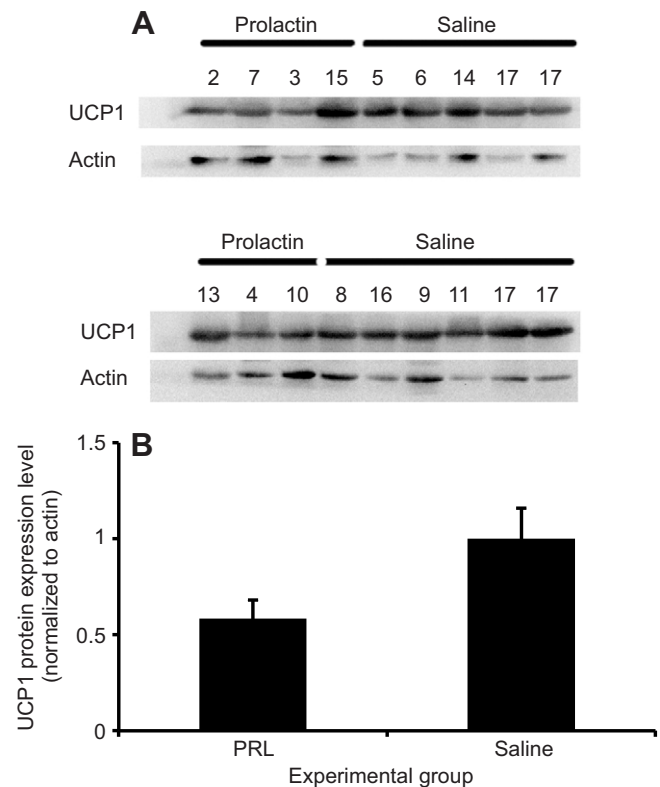 A
Prolactin Saline
2 7 3 15 5 6 14 17 17
UCP1
Actin
Prolactin Saline
13 4 10 8 16 9 11 17 17
UCP1
Actin
B
UCP1 protein expression level
(normalized to actin)
1.5
1
0.5
0
PRL Saline
Experimental group